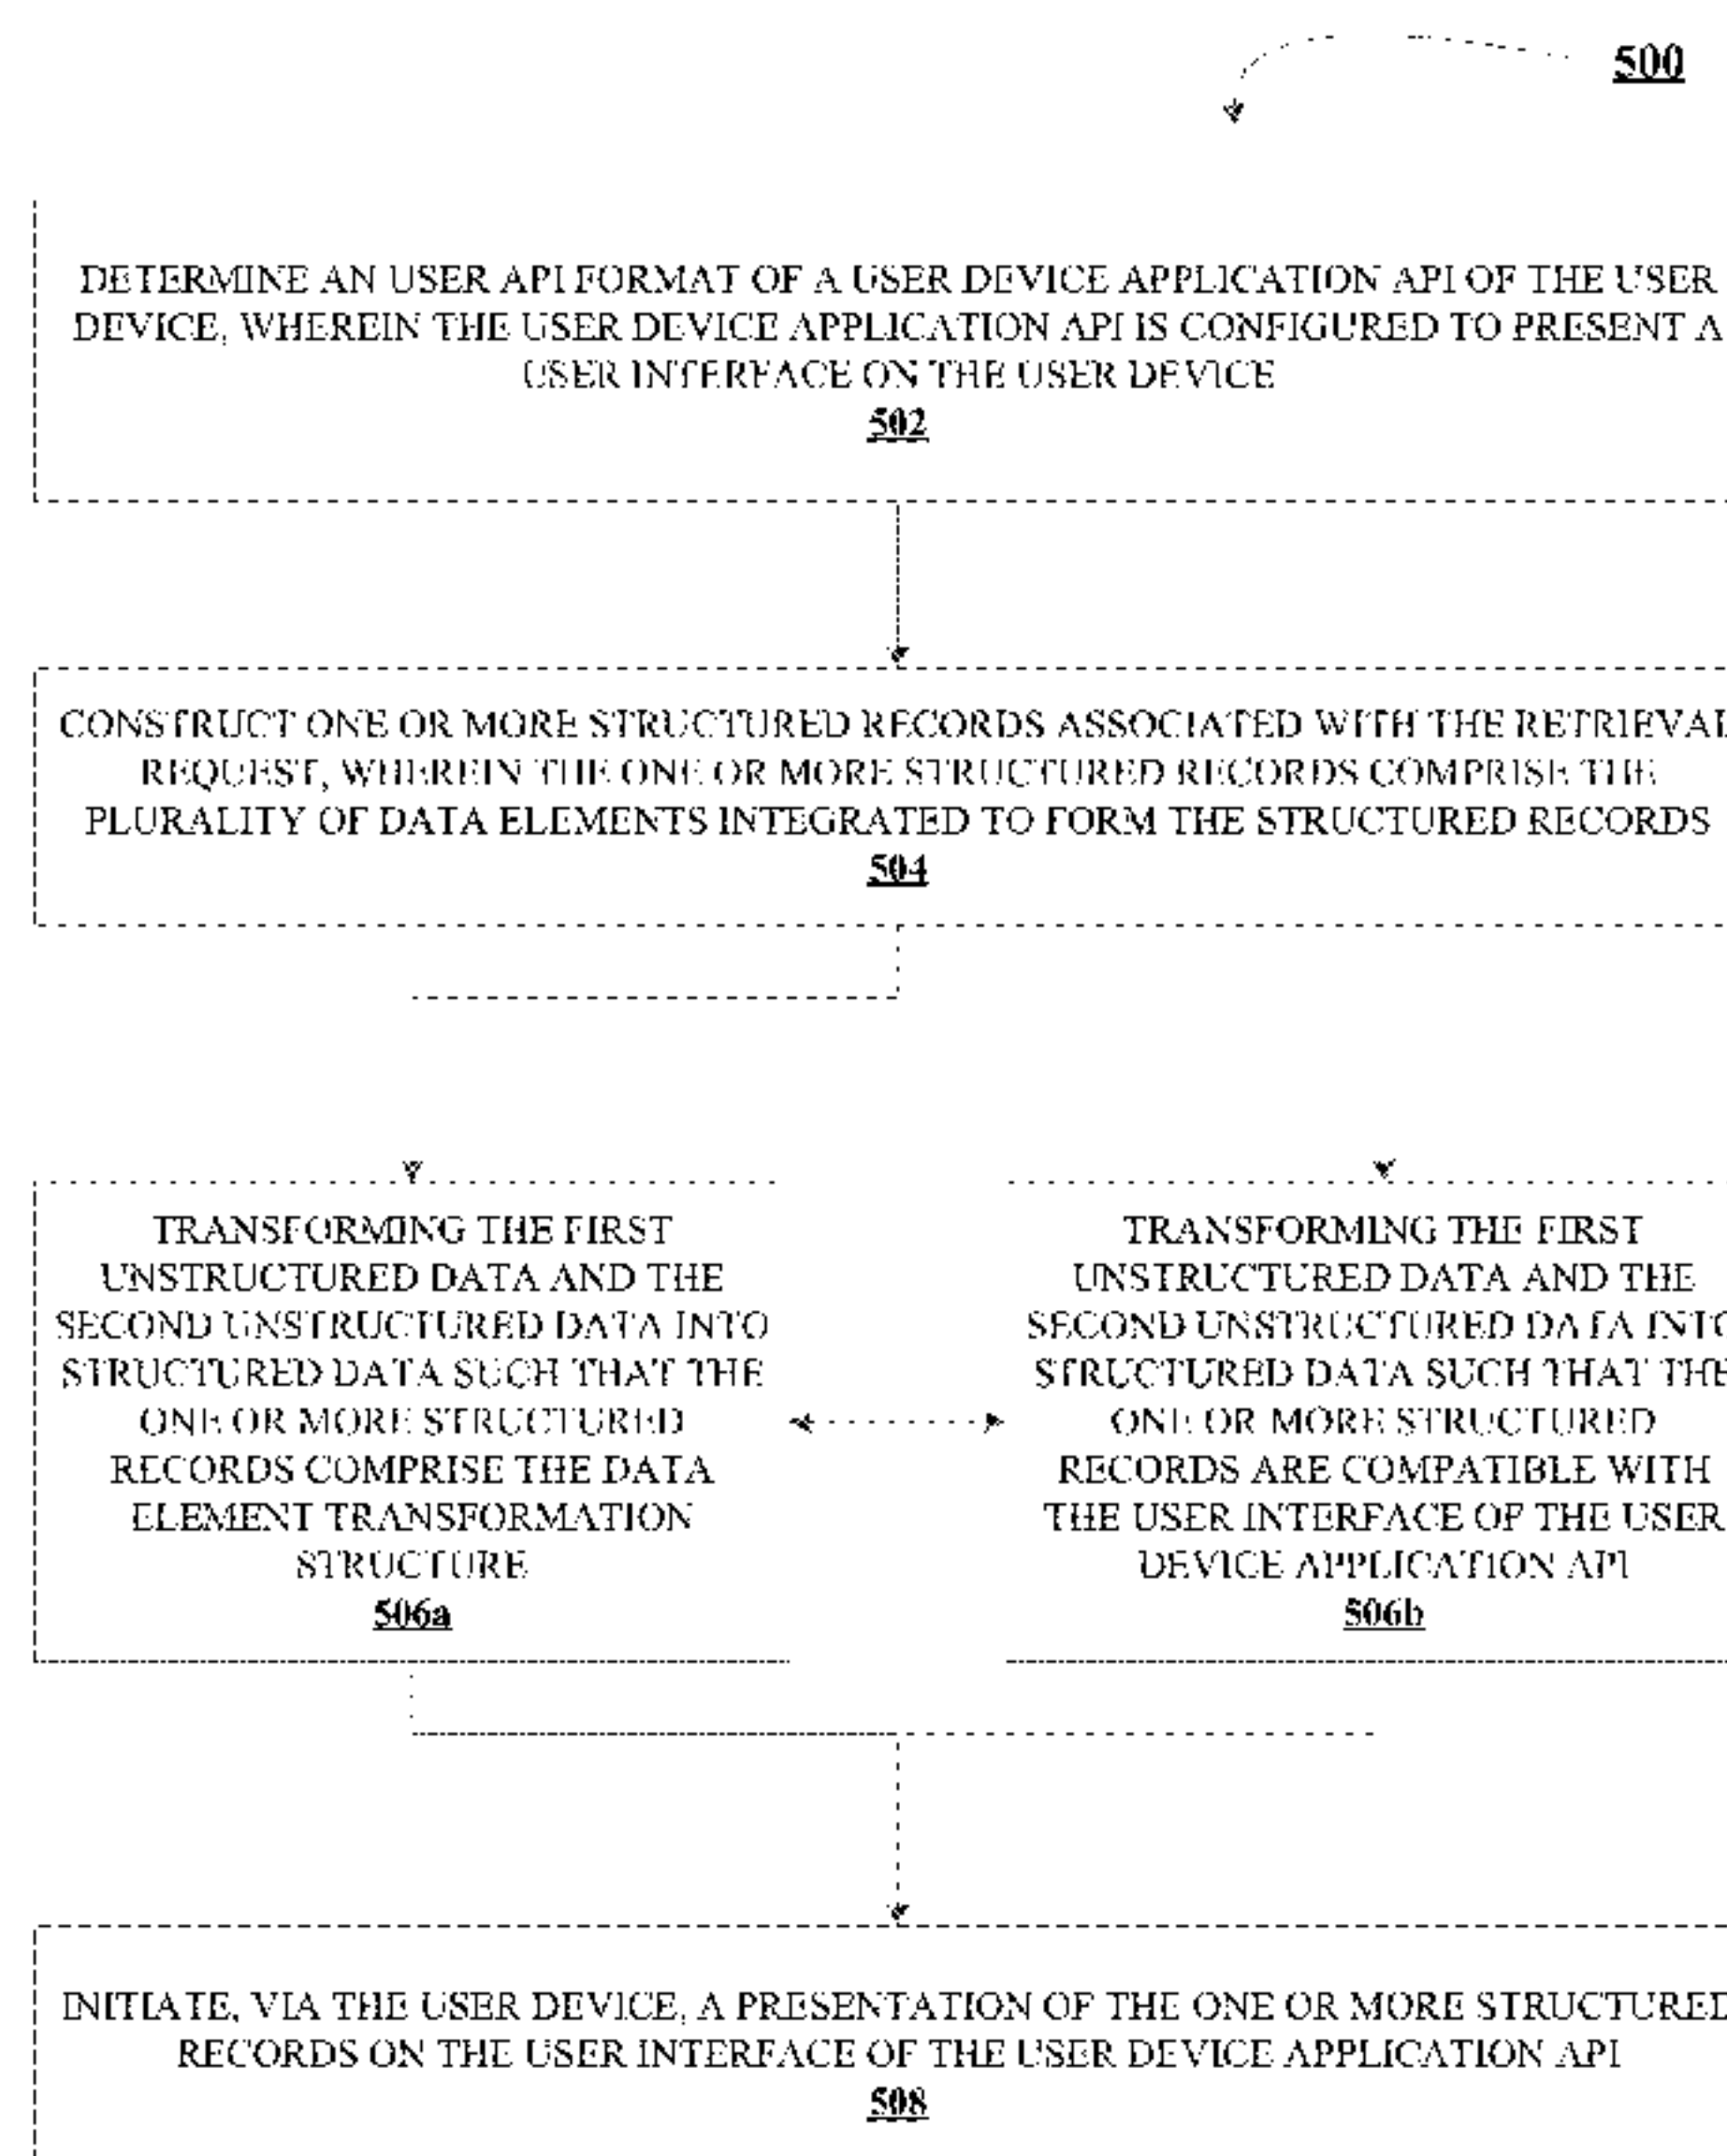 500
DETERMINE AN USER API FORMAT OF A USER DEVICE APPLICATION API OF THE USER
DEVICE, WHEREIN THE USER DEVICE APPLICATION API IS CONFIGURED TO PRESENT A
USER INTERFACE ON THE USER DEVICE
502
CONSTRUCT ONE OR MORE STRUCTURED RECORDS ASSOCIATED WITH THE RETRIEVAL
REQUEST, WHEREIN THE ONE OR MORE STRUCTURED RECORDS COMPRISE THE
PLURALITY OF DATA ELEMENTS INTEGRATED TO FORM THE STRUCTURED RECORDS
504
TRANSFORMING THE FIRST
UNSTRUCTURED DATA AND THE
SECOND UNSTRUCTURED DATA INTO
STRUCTURED DATA SUCH THAT THE
ONE OR MORE STRUCTURED
RECORDS COMPRISE THE DATA
ELEMENT TRANSFORMATION
STRUCTURE
506a
TRANSFORMING THE FIRST
UNSTRUCTURED DATA AND THE
SECOND UNSTRUCTURED DATA INTO
STRUCTURED DATA SUCH THAT THE
ONE OR MORE STRUCTURED
RECORDS ARE COMPATIBLE WITH
THE USER INTERFACE OF THE USER
DEVICE APPLICATION API
506b
INITIATE, VIA THE USER DEVICE, A PRESENTATION OF THE ONE OR MORE STRUCTURED
RECORDS ON THE USER INTERFACE OF THE USER DEVICE APPLICATION API
508